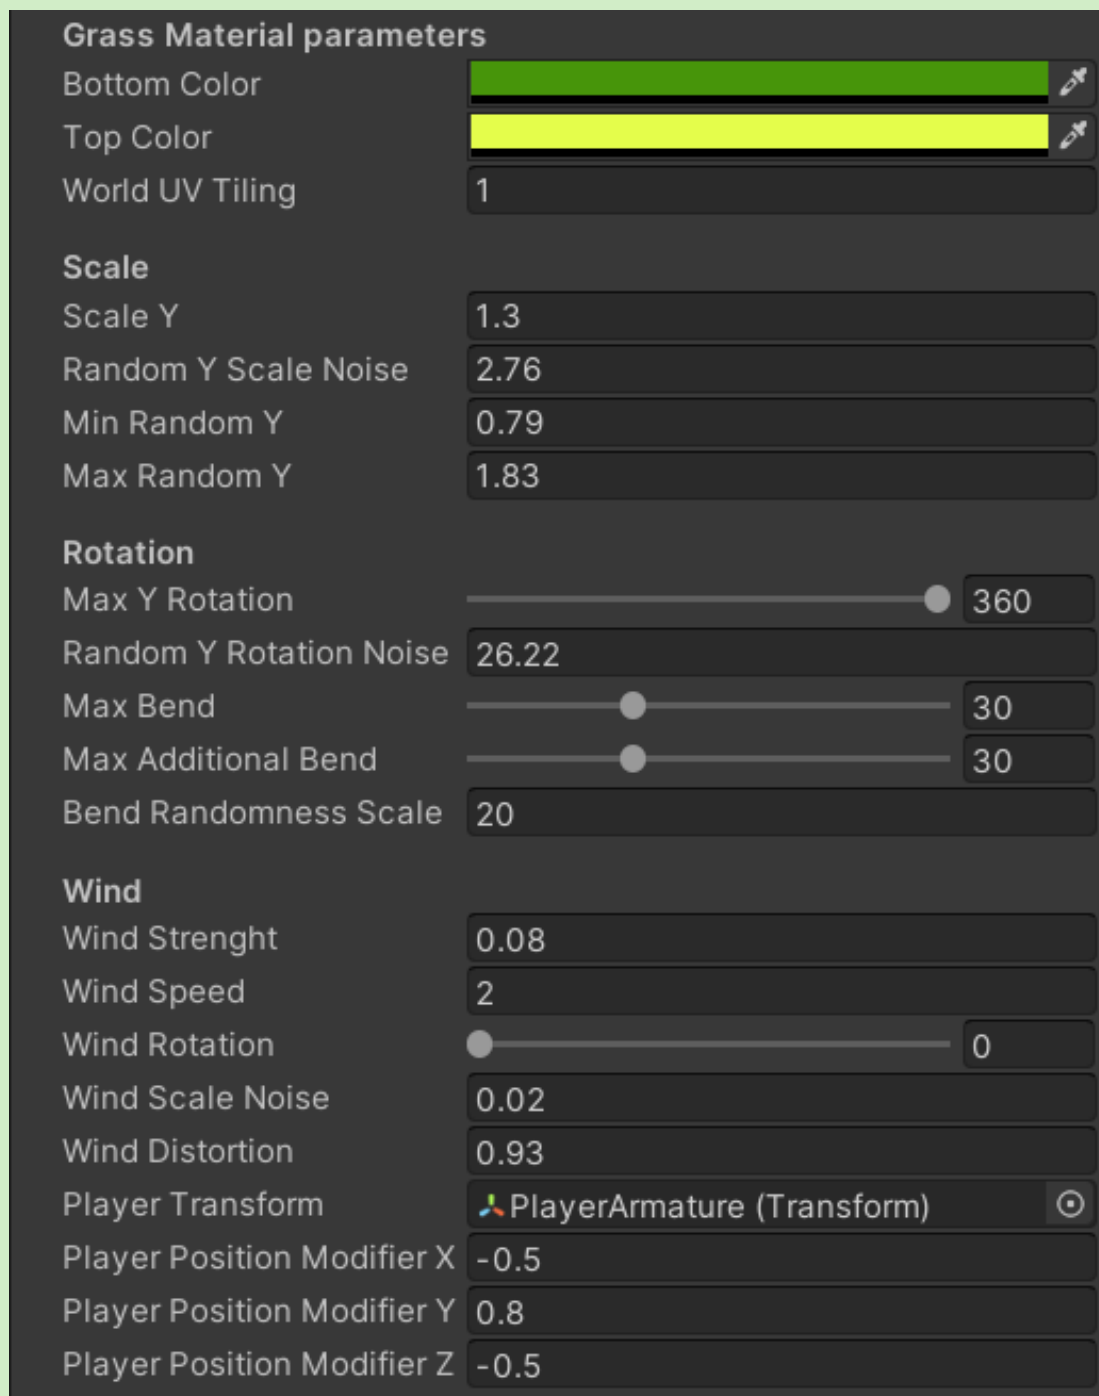 Grass Material parameters
Bottom Color
Top Color
World UV Tiling 1
Scale
Scale Y 1.3
Random Y Scale Noise 2.76
Min Random Y 0.79
Max Random Y 1.83
Rotation
Max Y Rotation 360
Random Y Rotation Noise 26.22
Max Bend 30
Max Additional Bend 30
Bend Randomness Scale 20
Wind
Wind Strenght 0.08
Wind Speed 2
Wind Rotation 0
Wind Scale Noise 0.02
Wind Distortion 0.93
Player Transform PlayerArmature (Transform)
Player Position Modifier X -0.5
Player Position Modifier Y 0.8
Player Position Modifier Z -0.5